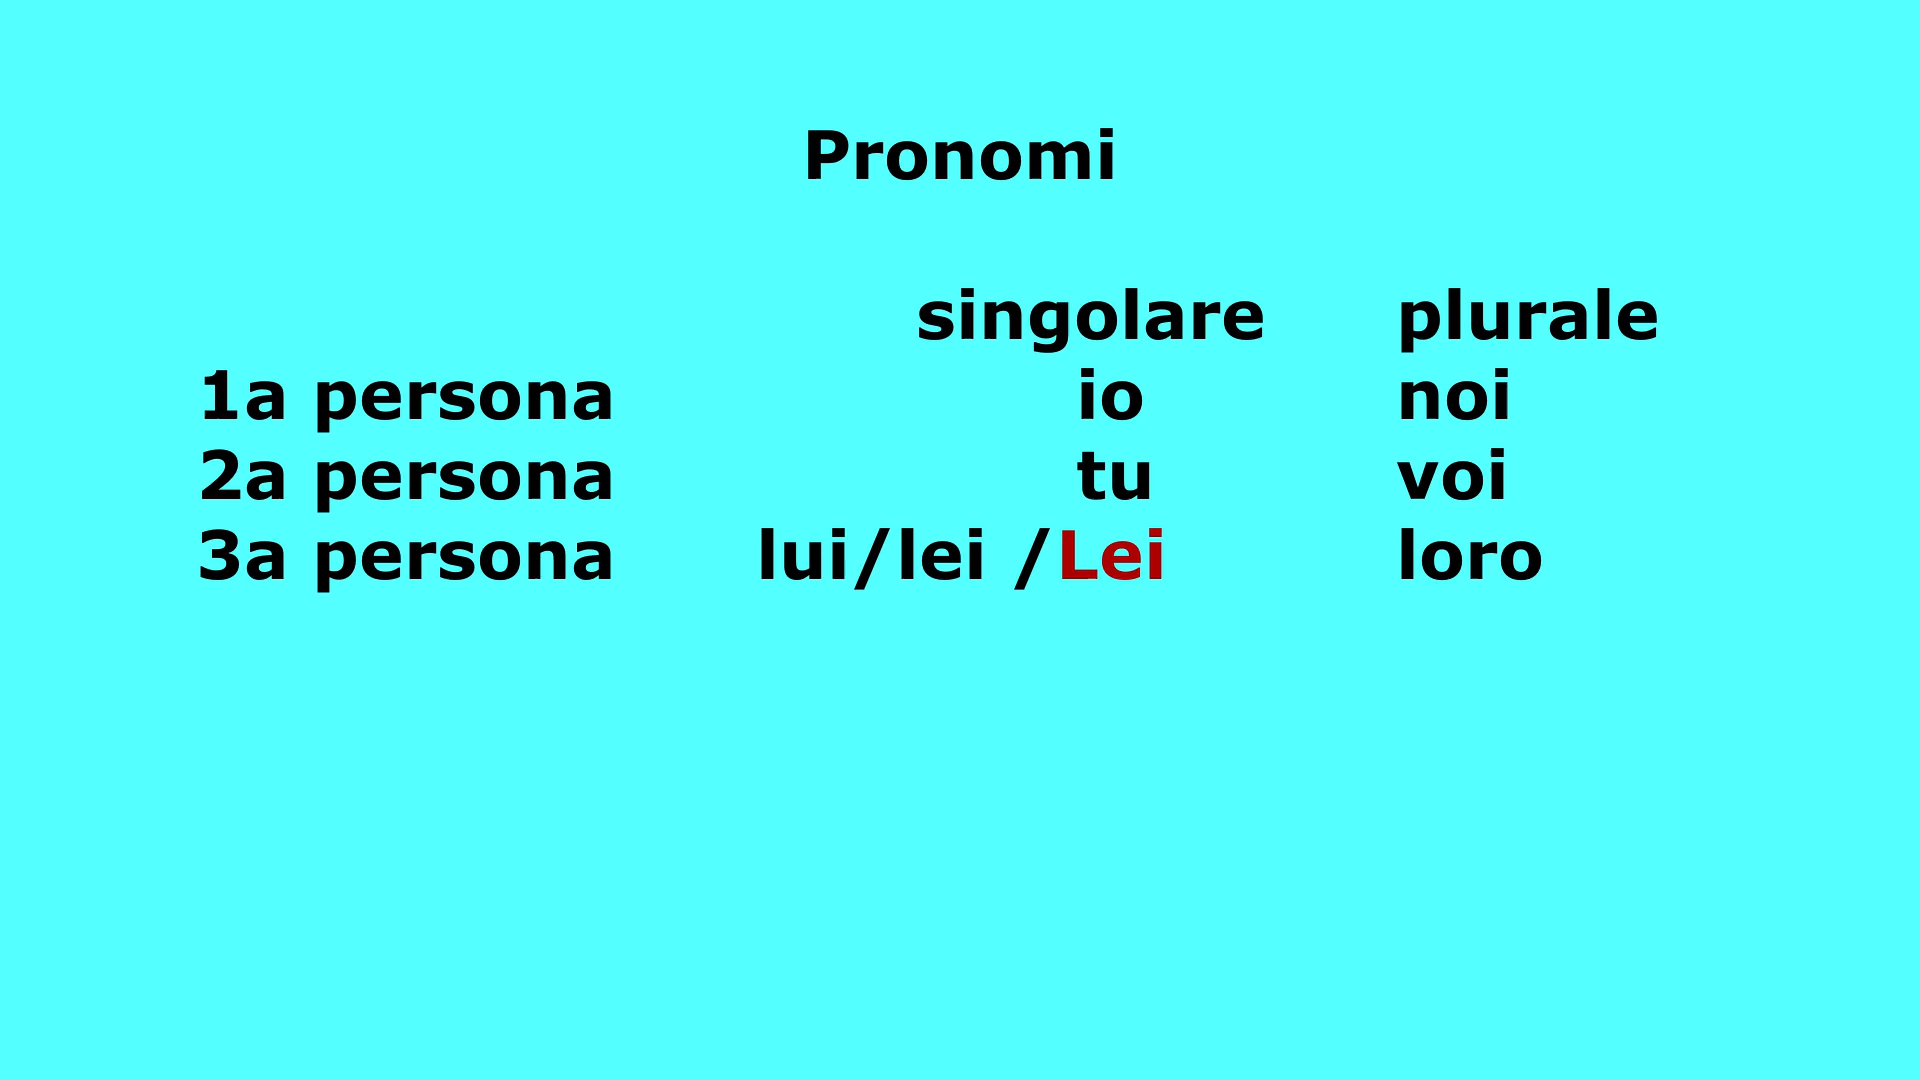 Pronomi
singolare plurale
1a persona io noi
2a persona tu voi
3a persona lui/lei /Lei loro